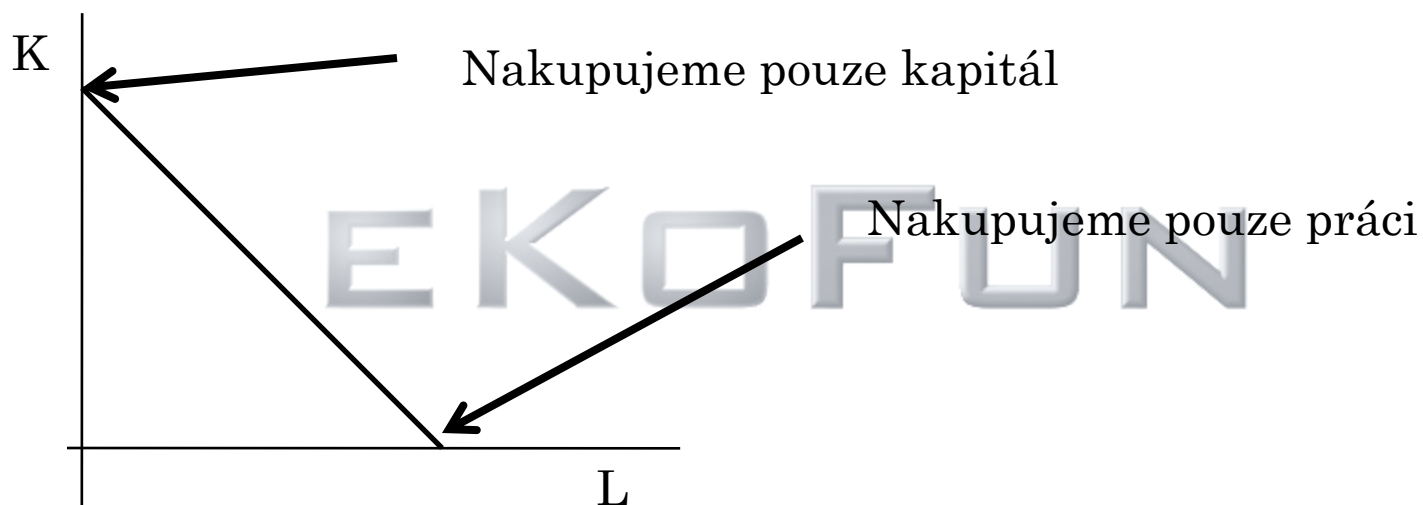 K
Nakupujeme pouze kapitál
eKoFun
Nakupujeme pouze práci
L